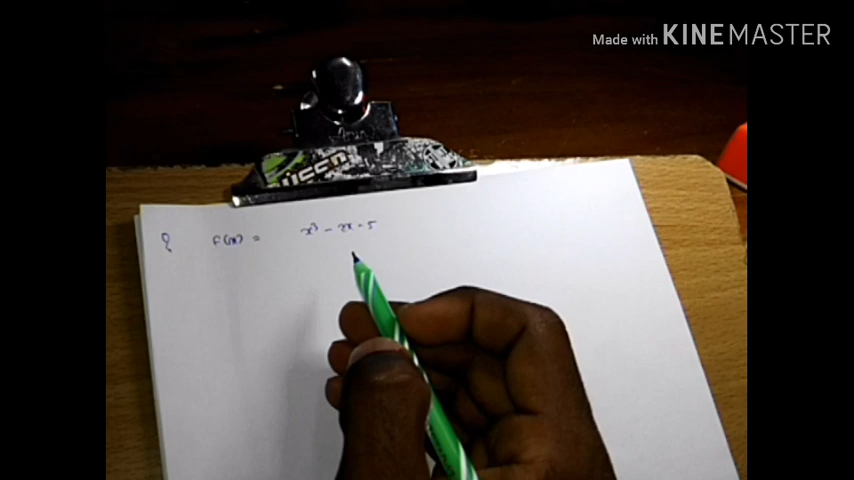 Made with KINEMASTER
Q f(x) = x³ - 2x - 5